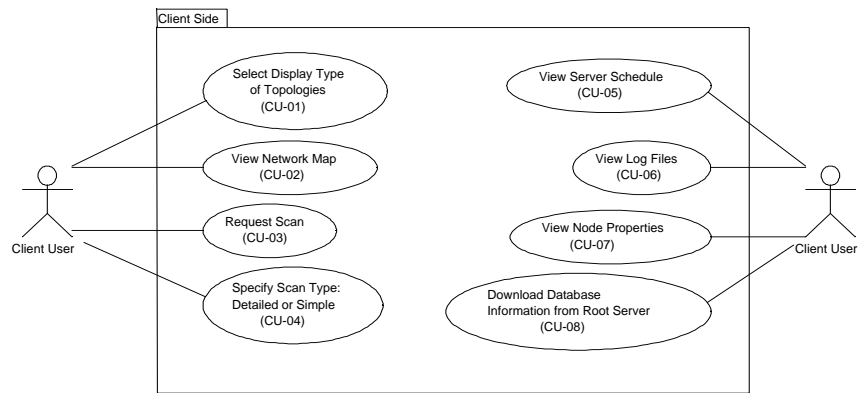 Client Side
Select Display Type
of Topologies
(CU-01)
View Network Map
(CU-02)
Request Scan
(CU-03)
Specify Scan Type:
Detailed or Simple
(CU-04)
Client User
View Server Schedule
(CU-05)
View Log Files
(CU-06)
View Node Properties
(CU-07)
Download Database
Information from Root Server
(CU-08)
Client User